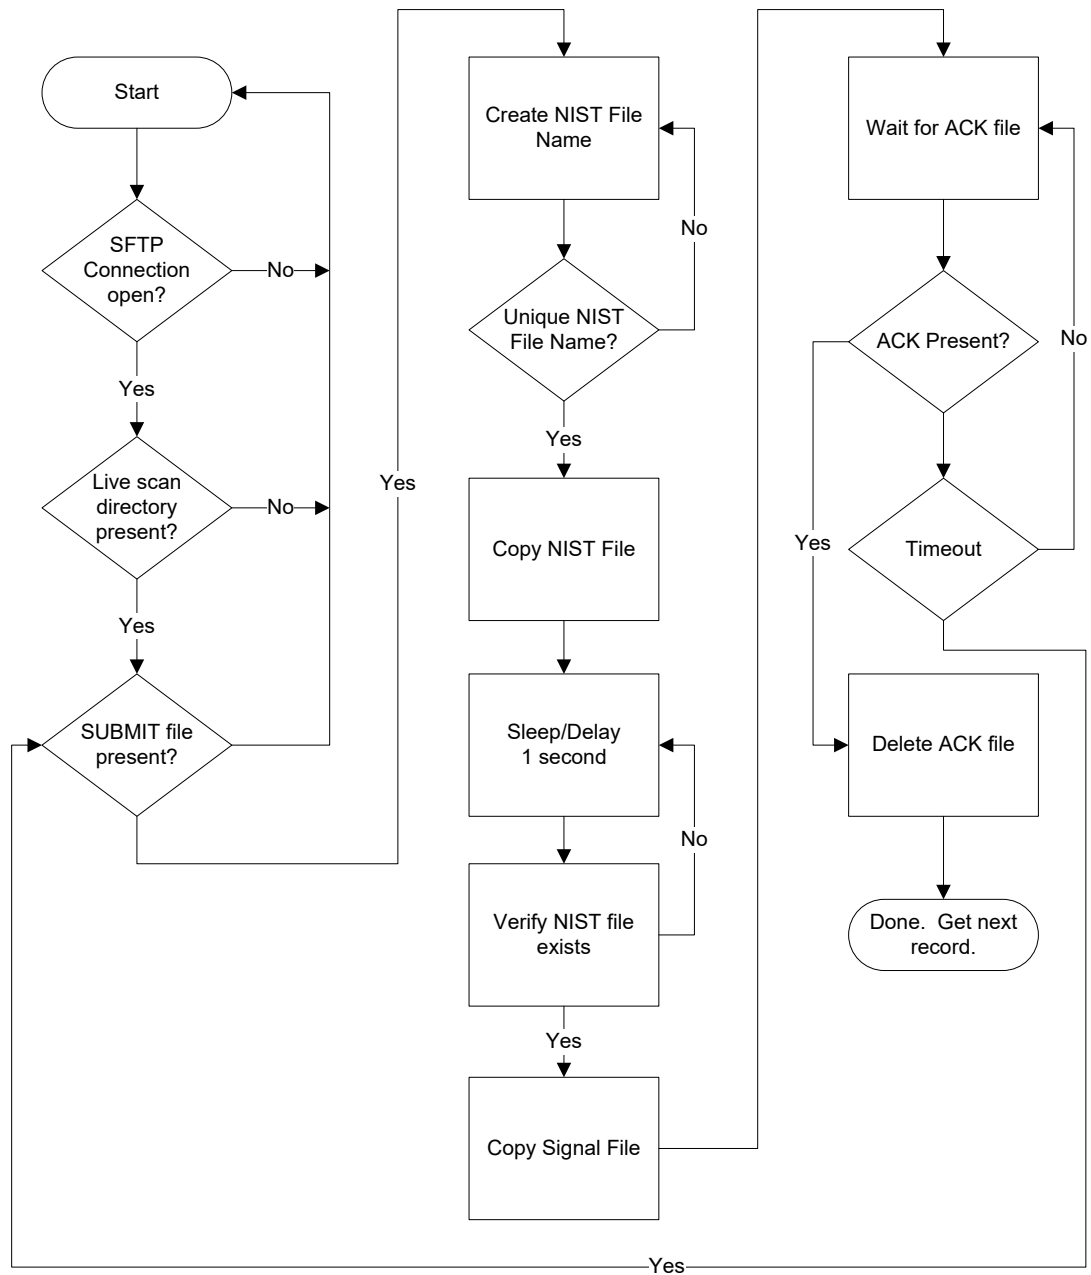 Start
SFTP
Connection
open?
No
Yes
Live scan
directory
present?
No
Yes
SUBMIT file
present?
Yes
Create NIST File
Name
No
Unique NIST
File Name?
Yes
Copy NIST File
Sleep/Delay
1 second
No
Verify NIST file
exists
Yes
Copy Signal File
Wait for ACK file
No
ACK Present?
Yes
Timeout
Delete ACK file
Done.  Get next
record.
Yes